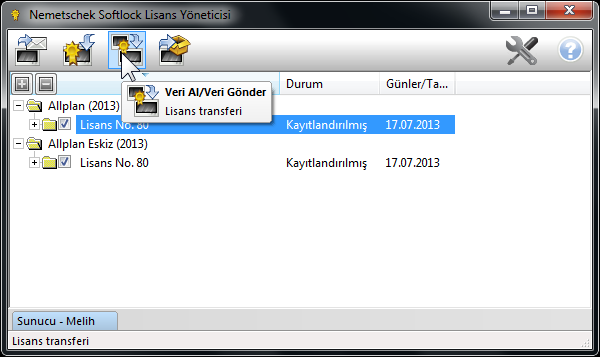 Nemetschek Softlock Lisans Yöneticisi
Durum
Günler/Ta...
Veri Al/Veri Gönder
Lisans transferi
Allplan (2013)
Lisans No. 80
Kayıtlandırılmış
17.07.2013
Allplan Eskiz (2013)
Lisans No. 80
Kayıtlandırılmış
17.07.2013
Sunucu - Melih
Lisans transferi